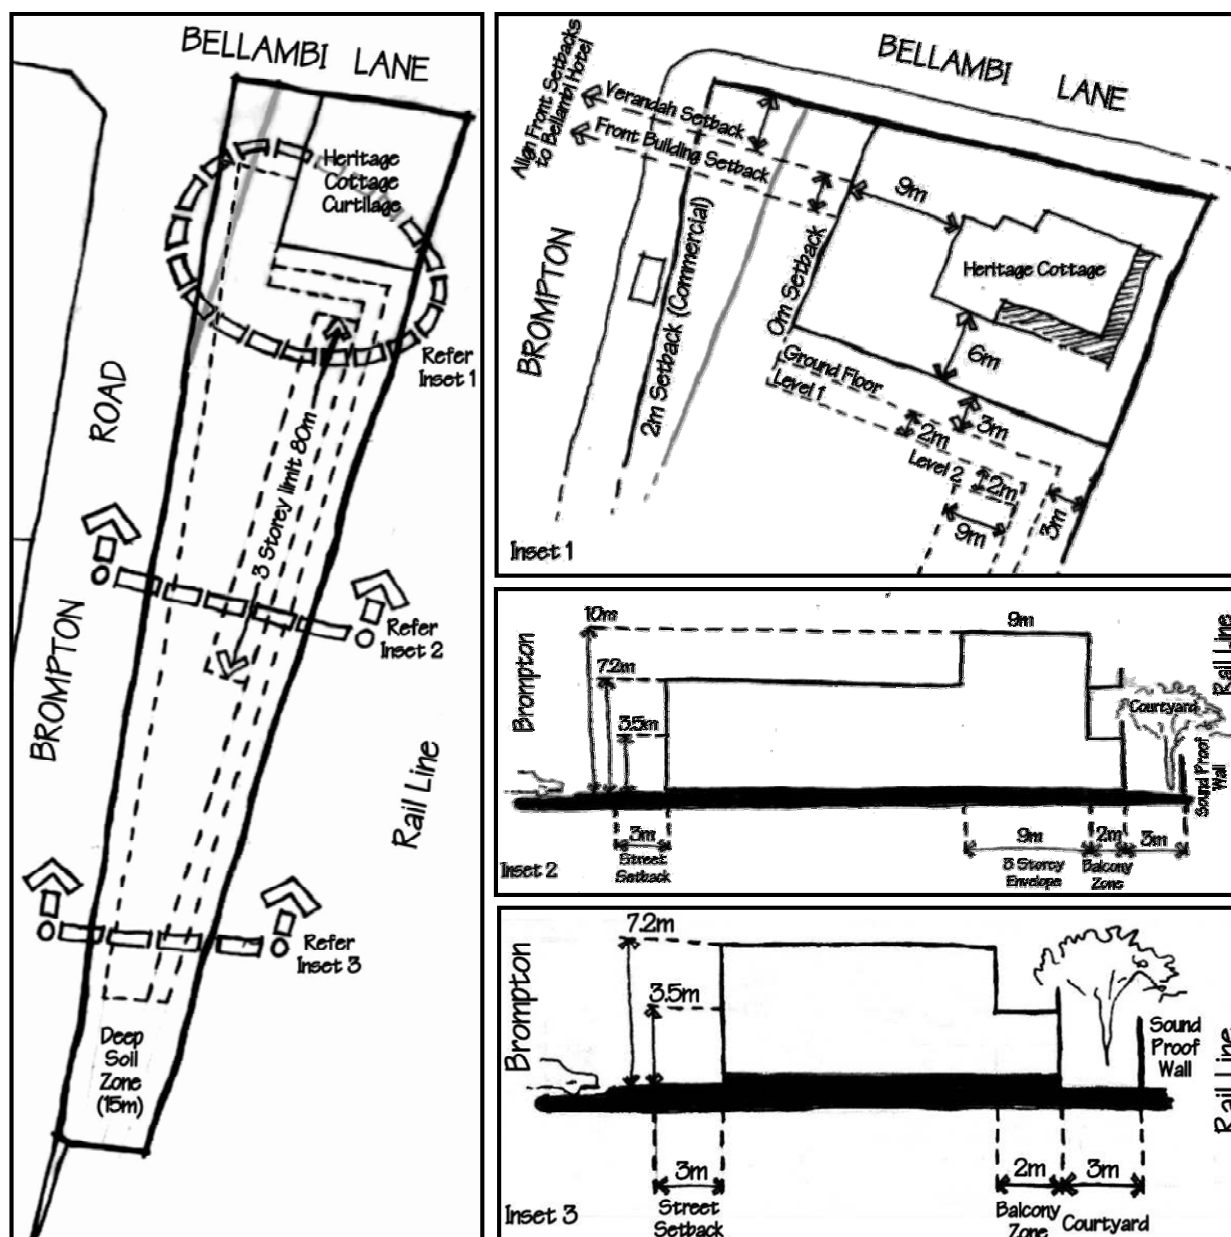 BELLAMBI LANE
Heritage
Cottage
Curtilage
Refer
Inset 1
ROAD
3 Storey limit 80m
Refer
Inset 2
BROMPTON
Rail Line
Refer
Inset 3
Deep
Soil
Zone
(15m)
BELLAMBI LANE
Align Front Setbacks
to Bellambi Hotel
Verandah Setback
Front Building Setback
BROMPTON
9m
Heritage Cottage
0m Setback
2m Setback (Commercial)
6m
Ground Floor
Level 1
3m
2m
Level 2
2m
9m
3m
Inset 1
10m
9m
Brompton
7.2m
3.5m
Rail Line
Courtyard
Sound Proof
Wall
3m
Street
Setback
9m
3 Storey
Envelope
2m
Balcony
Zone
3m
Inset 2
7.2m
Brompton
3.5m
Sound
Proof
Wall
Rail Line
3m
Street
Setback
2m
Balcony
Zone
3m
Courtyard
Inset 3